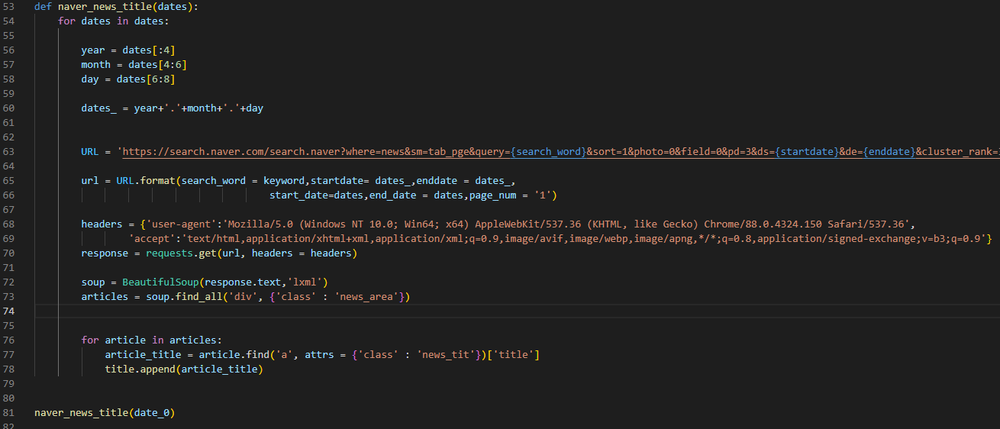 53 def naver_news_title(dates):
54 for dates in dates:
55
56 year = dates[:4]
57 month = dates[4:6]
58 day = dates[6:8]
59
60 dates_ = year+'.'+month+'.'+day
61
62
63 URL = 'https://search.naver.com/search.naver?where=news&sm=tab_pge&query={search_word}&sort=1&photo=0&field=0&pd=3&ds={startdate}&de={enddate}&cluster_rank=
64
65 url = URL.format(search_word = keyword,startdate= dates_,enddate = dates_,
66 start_date=dates,end_date = dates,page_num = '1')
67
68 headers = {'user-agent':'Mozilla/5.0 (Windows NT 10.0; Win64; x64) AppleWebKit/537.36 (KHTML, like Gecko) Chrome/88.0.4324.150 Safari/537.36',
69 'accept':'text/html,application/xhtml+xml,application/xml;q=0.9,image/avif,image/webp,image/apng,*/*;q=0.8,application/signed-exchange;v=b3;q=0.9'}
70 response = requests.get(url, headers = headers)
71
72 soup = BeautifulSoup(response.text,'lxml')
73 articles = soup.find_all('div', {'class' : 'news_area'})
74
75
76 for article in articles:
77 article_title = article.find('a', attrs = {'class' : 'news_tit'})['title']
78 title.append(article_title)
79
80
81 naver_news_title(date_0)
82